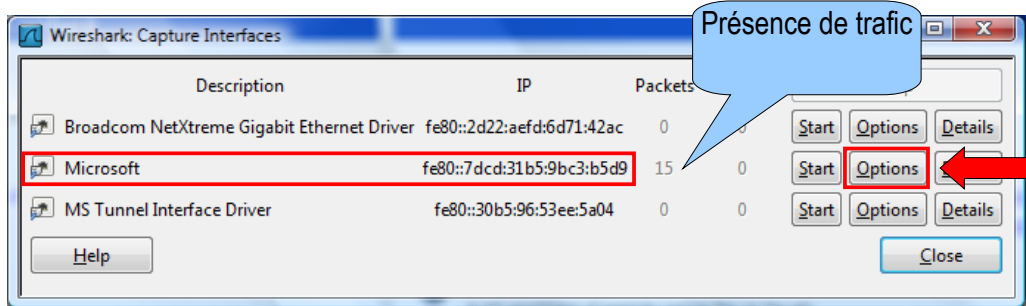 Présence de trafic
Wireshark: Capture Interfaces
Description IP Packets
Broadcom NetXtreme Gigabit Ethernet Driver fe80::2d22:aefd:6d71:42ac 0 0 Start Options Details
Microsoft fe80::7dcd:31b5:9bc3:b5d9 15 0 Start Options
MS Tunnel Interface Driver fe80::30b5:96:53ee:5a04 0 0 Start Options Details
Help Close